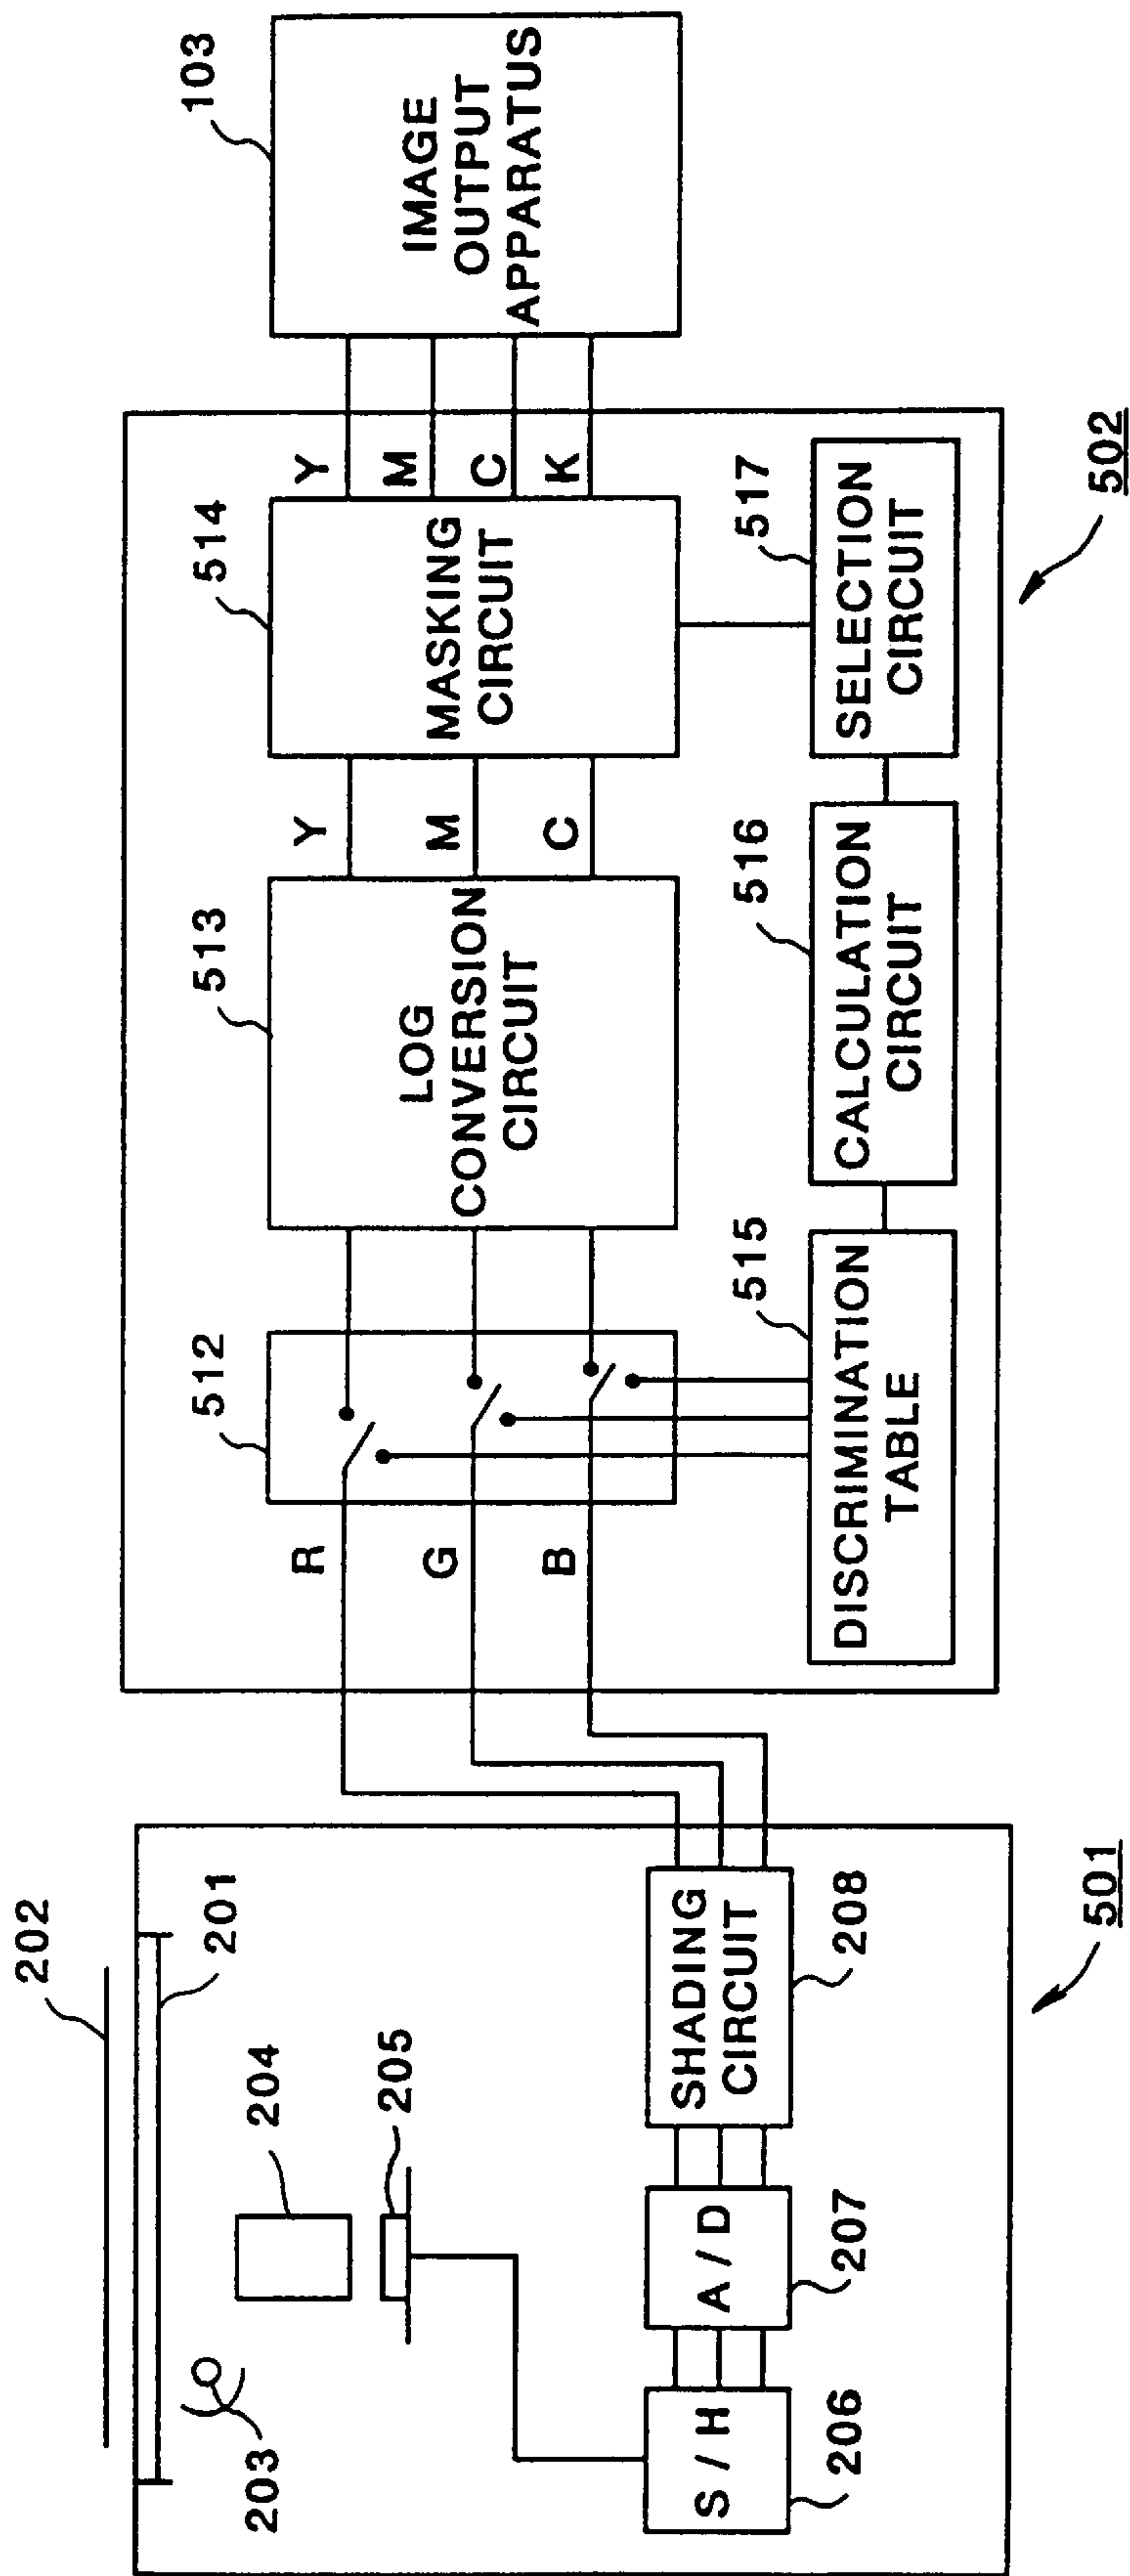 202
201
203
204
205
S / H
206
A / D
207
SHADING
CIRCUIT
208
501
R
G
B
512
LOG
CONVERSION
CIRCUIT
513
Y
M
C
MASKING
CIRCUIT
514
Y
M
C
K
DISCRIMINATION
TABLE
515
CALCULATION
CIRCUIT
516
SELECTION
CIRCUIT
517
502
IMAGE
OUTPUT
APPARATUS
103